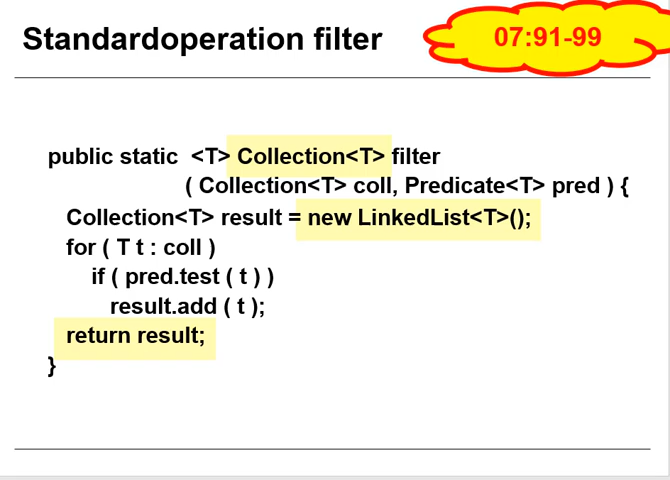 Standardoperation filter
07:91-99
public static <T> Collection<T> filter
( Collection<T> coll, Predicate<T> pred ) {
Collection<T> result = new LinkedList<T>();
for ( T t : coll )
if ( pred.test ( t ) )
result.add ( t );
return result;
}